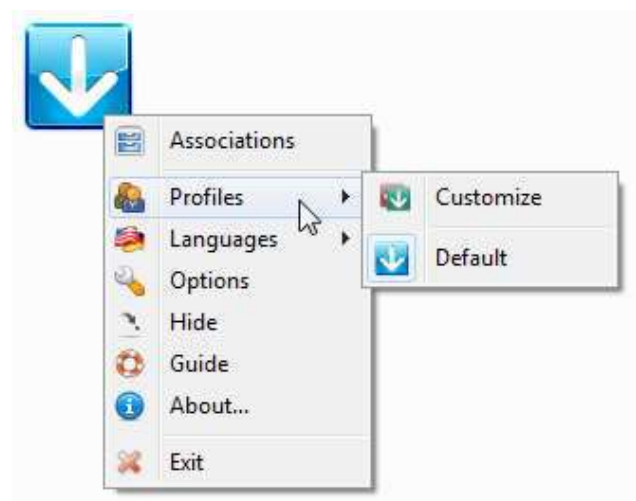 Associations
Profiles
Customize
Languages
Default
Options
Hide
Guide
About...
Exit